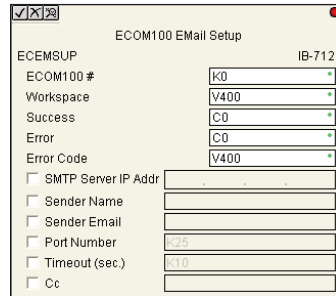 ECOM100 EMail Setup
ECEMSUP IB-712
ECOM100 # K0
Workspace V400
Success C0
Error C0
Error Code V400
SMTP Server IP Addr . . .
Sender Name
Sender Email
Port Number K25
Timeout (sec.) K10
Cc